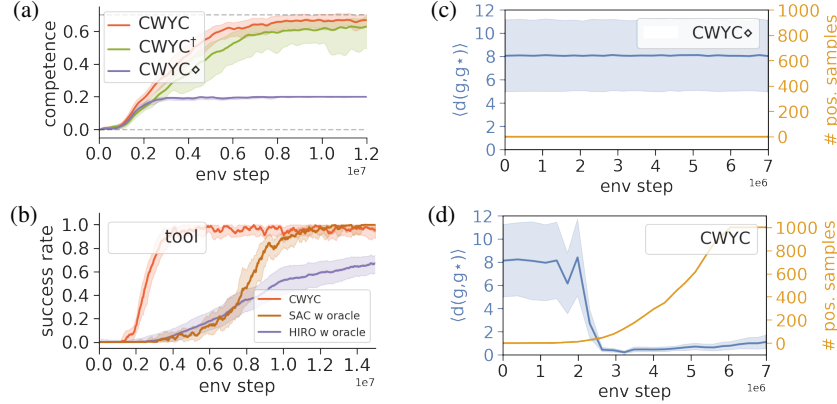 (a)
competence
0.6
0.4
0.2
0.0
CWYC
CWYC†
CWYC⋄
0.0 0.2 0.4 0.6 0.8 1.0 1.2
env step 1e7
(c)
⟨d(g,g⋆)⟩
12
10
8
6
4
2
0
CWYC⋄
1000
800
600
400
200
0
# pos. samples
0 1 2 3 4 5 6 7
env step 1e6
(b)
success rate
1.0
0.8
0.6
0.4
0.2
0.0
tool
CWYC
SAC w oracle
HIRO w oracle
0.0 0.2 0.4 0.6 0.8 1.0 1.2 1.4
env step 1e7
(d)
⟨d(g,g⋆)⟩
12
10
8
6
4
2
0
CWYC
1000
800
600
400
200
0
# pos. samples
0 1 2 3 4 5 6 7
env step 1e6